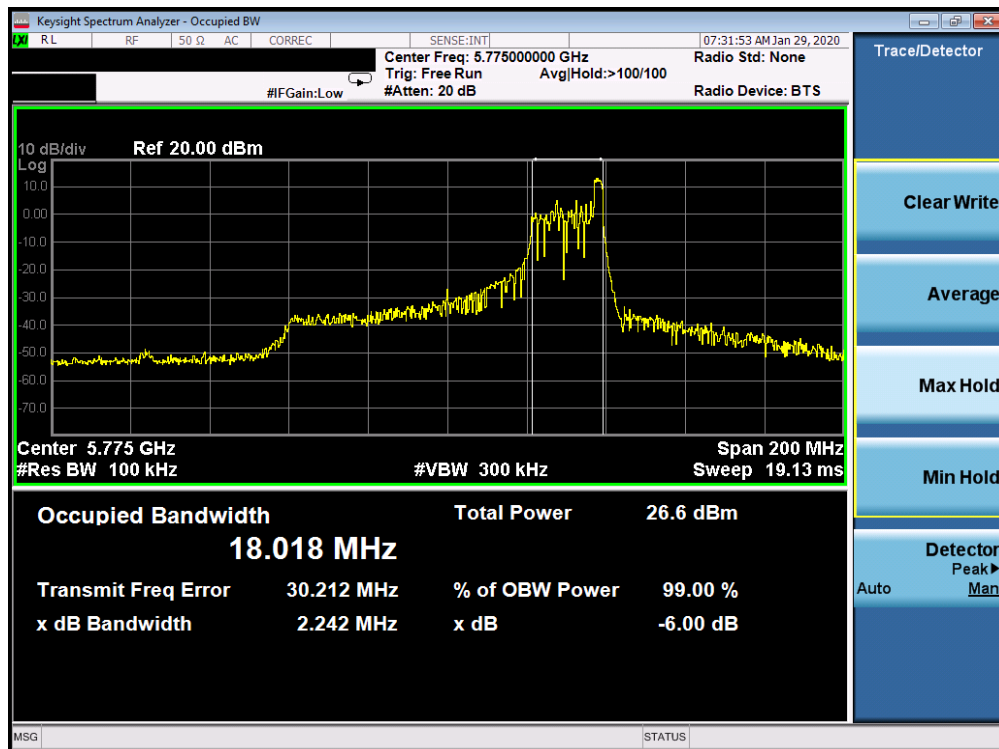 Keysight Spectrum Analyzer - Occupied BW
LXI RL RF 50 Ω AC CORREC SENSE:INT 07:31:53 AM Jan 29, 2020
Center Freq: 5.775000000 GHz Radio Std: None
Trig: Free Run Avg|Hold:>100/100
#IFGain:Low #Atten: 20 dB Radio Device: BTS
10 dB/div Ref 20.00 dBm
Log
10.0
0.00
-10.0
-20.0
-30.0
-40.0
-50.0
-60.0
-70.0
Center 5.775 GHz Span 200 MHz
#Res BW 100 kHz #VBW 300 kHz Sweep 19.13 ms
Occupied Bandwidth Total Power 26.6 dBm
18.018 MHz
Transmit Freq Error 30.212 MHz % of OBW Power 99.00 %
x dB Bandwidth 2.242 MHz x dB -6.00 dB
MSG STATUS
Trace/Detector
Clear Write
Average
Max Hold
Min Hold
Detector
Peak▶
Auto Man